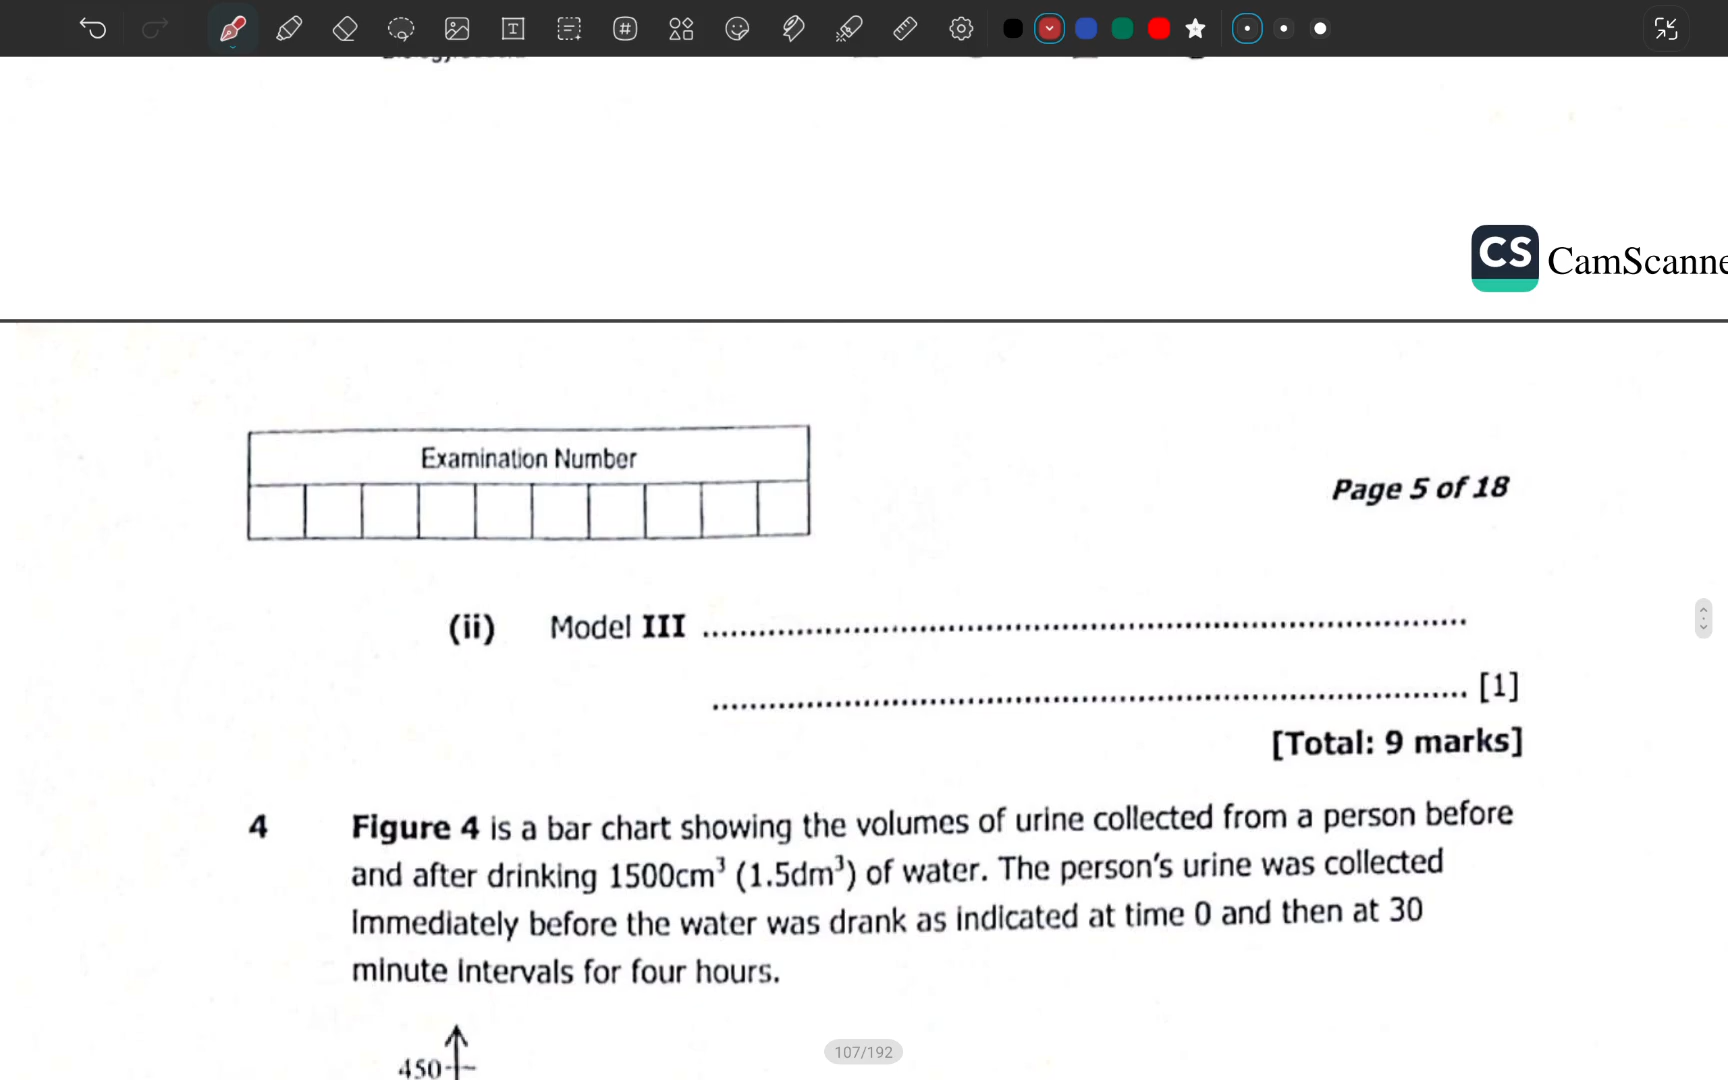 CS CamScanne
Examination Number
Page 5 of 18
(ii) Model III ........................................................................
........................................................................ [1]
[Total: 9 marks]
4 Figure 4 is a bar chart showing the volumes of urine collected from a person before
and after drinking 1500cm³ (1.5dm³) of water. The person's urine was collected
Immediately before the water was drank as indicated at time 0 and then at 30
minute intervals for four hours.
450
107/192